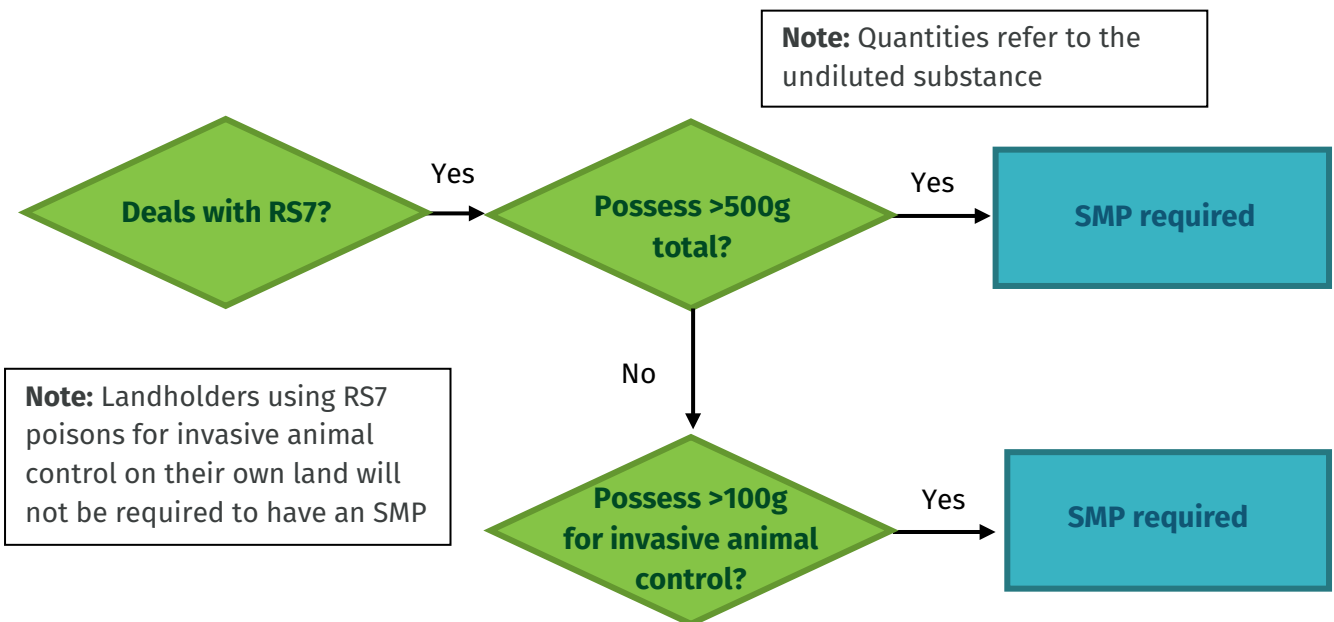 Note: Quantities refer to the
undiluted substance
Deals with RS7?
Yes
Possess >500g
total?
Yes
SMP required
No
Note: Landholders using RS7
poisons for invasive animal
control on their own land will
not be required to have an SMP
Possess >100g
for invasive animal
control?
Yes
SMP required